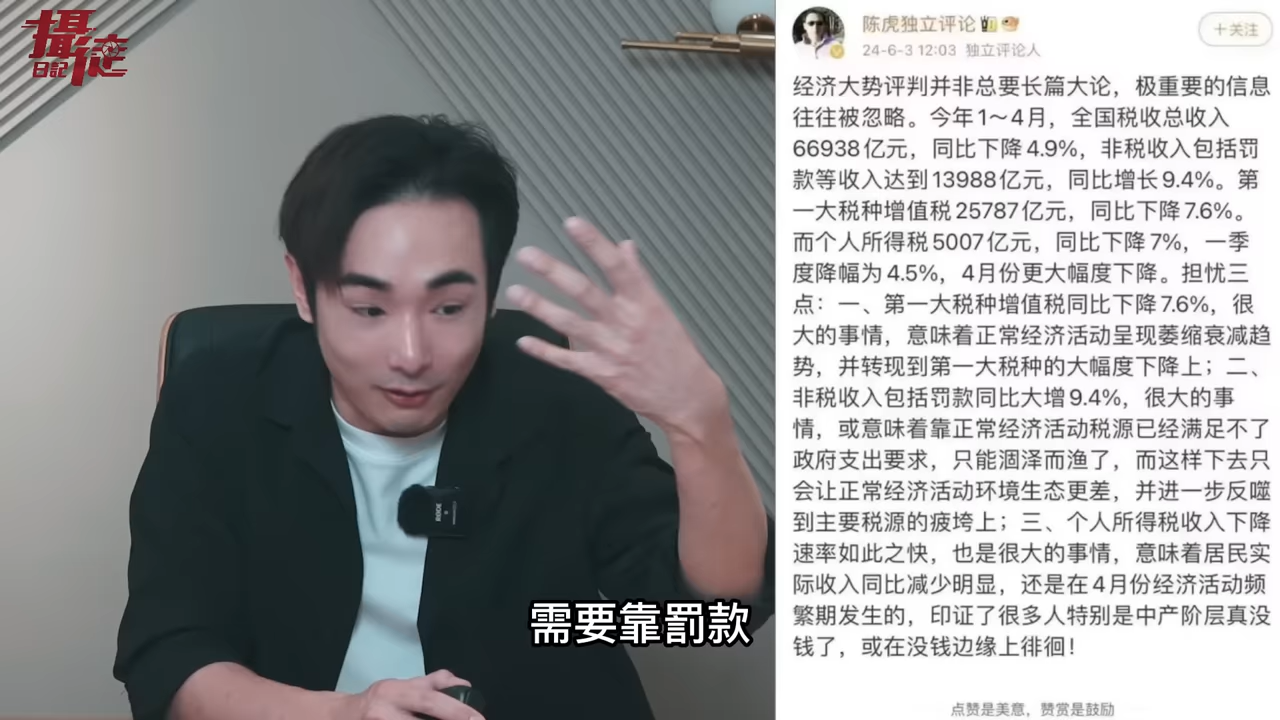 攝徒
日記
RODE
需要靠罰款
陈虎独立评论
24-6-3 12:03 独立评论人
+关注
经济大势评判并非总要长篇大论，极重要的信息
往往被忽略。今年1～4月，全国税收总收入
66938亿元，同比下降4.9%，非税收入包括罚
款等收入达到13988亿元，同比增长9.4%。第
一大税种增值税25787亿元，同比下降7.6%。
而个人所得税5007亿元，同比下降7%，一季
度降幅为4.5%，4月份更大幅度下降。担忧三
点：一、第一大税种增值税同比下降7.6%，很
大的事情，意味着正常经济活动呈现萎缩衰减趋
势，并转现到第一大税种的大幅度下降上；二、
非税收入包括罚款同比大增9.4%，很大的事
情，或意味着靠正常经济活动税源已经满足不了
政府支出要求，只能涸泽而渔了，而这样下去只
会让正常经济活动环境生态更差，并进一步反噬
到主要税源的疲垮上；三、个人所得税收入下降
速率如此之快，也是很大的事情，意味着居民实
际收入同比减少明显，还是在4月份经济活动频
繁期发生的，印证了很多人特别是中产阶层真没
钱了，或在没钱边缘上徘徊！
点赞是美意，赞赏是鼓励